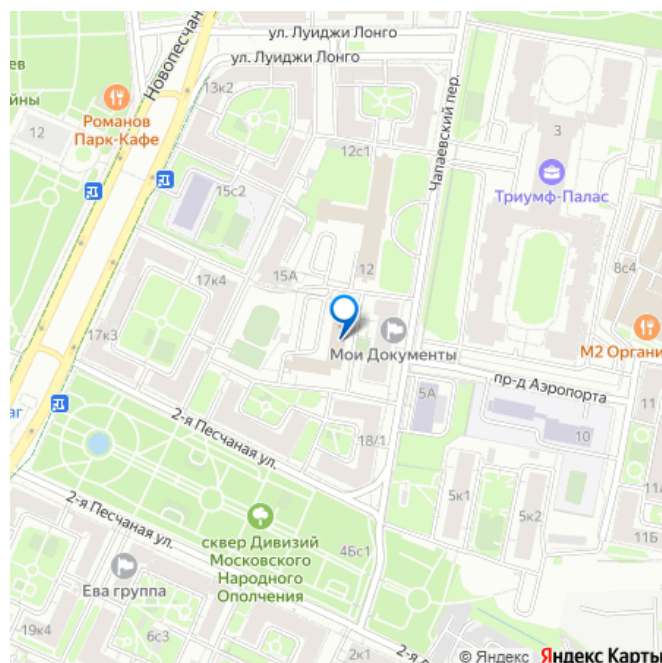 ул. Луиджи Лонго
ул. Луиджи Лонго
Новопесчан
13к2
ев
йны
12
Романов
Парк-Кафе
12с1
Чапаевский пер.
3
Триумф-Палас
15с2
17к4
15А
12
8с4
17к3
Мои Документы
М2 Органи
пр-д Аэропорта
5А
11
аг
2-я Песчаная ул.
18/1
10
5к1
5к2
11А
11Б
2-я Песчаная ул.
сквер Дивизий
Московского
Народного
Ополчения
4Бс1
Ева группа
19к4
6с3
2к1
2-я
© Яндекс Яндекс Карты